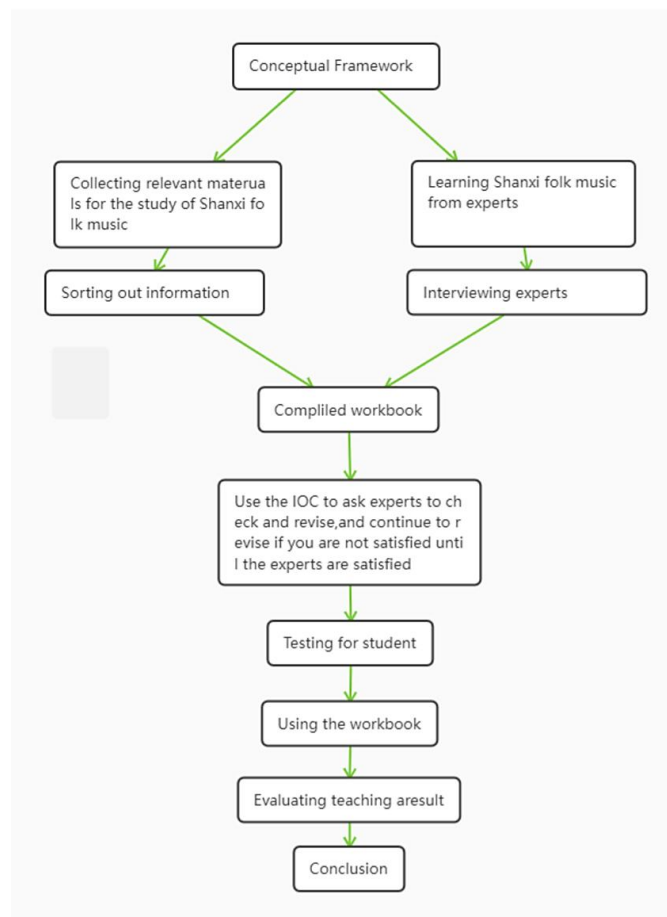 Conceptual Framework
Collecting relevant materua
ls for the study of Shanxi fo
lk music
Learning Shanxi folk music
from experts
Sorting out information
Interviewing experts
Compliled workbook
Use the IOC to ask experts to ch
eck and revise,and continue to r
evise if you are not satisfied unti
l the experts are satisfied
Testing for student
Using the workbook
Evaluating teaching aresult
Conclusion